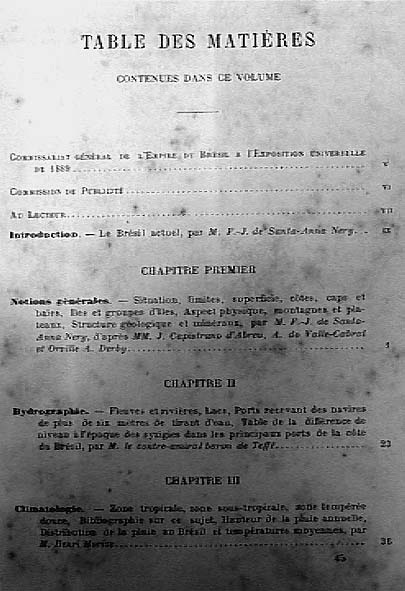 TABLE DES MATIÈRES
CONTENUES DANS CE VOLUME
COMMISSARIAT GÉNÉRAL DE L'EMPIRE DU BRÉSIL A L'EXPOSITION UNIVERSELLE
DE 1889 ........ V
COMMISSION DE PUBLICITÉ ........ VI
AU LECTEUR ........ VII
Introduction. — Le Brésil actuel, par M. F.-J. de Santa-Anna Nery. . IX
CHAPITRE PREMIER
Notions générales. — Situation, limites, superficie, côtes, caps et
baies, Iles et groupes d'îles, Aspect physique, montagnes et pla-
teaux, Structure géologique et minéraux, par M. F.-J. de Santa-
Anna Nery, d'après MM. J. Capistrano d'Abreu, A. do Valle-Cabral
et Orville A. Derby ........ 1
CHAPITRE II
Hydrographie. — Fleuves et rivières, Lacs, Ports recevant des navires
de plus de six mètres de tirant d'eau, Table de la différence de
niveau à l'époque des syzigies dans les principaux ports de la côte
du Brésil, par M. le contre-amiral baron de Teffé ........ 23
CHAPITRE III
Climatologie. — Zone tropicale, zone sous-tropicale, zone tempérée
douce, Bibliographie sur ce sujet, Hauteur de la pluie annuelle,
Distribution de la pluie au Brésil et températures moyennes, par
M. Henri Morize ........ 36
45